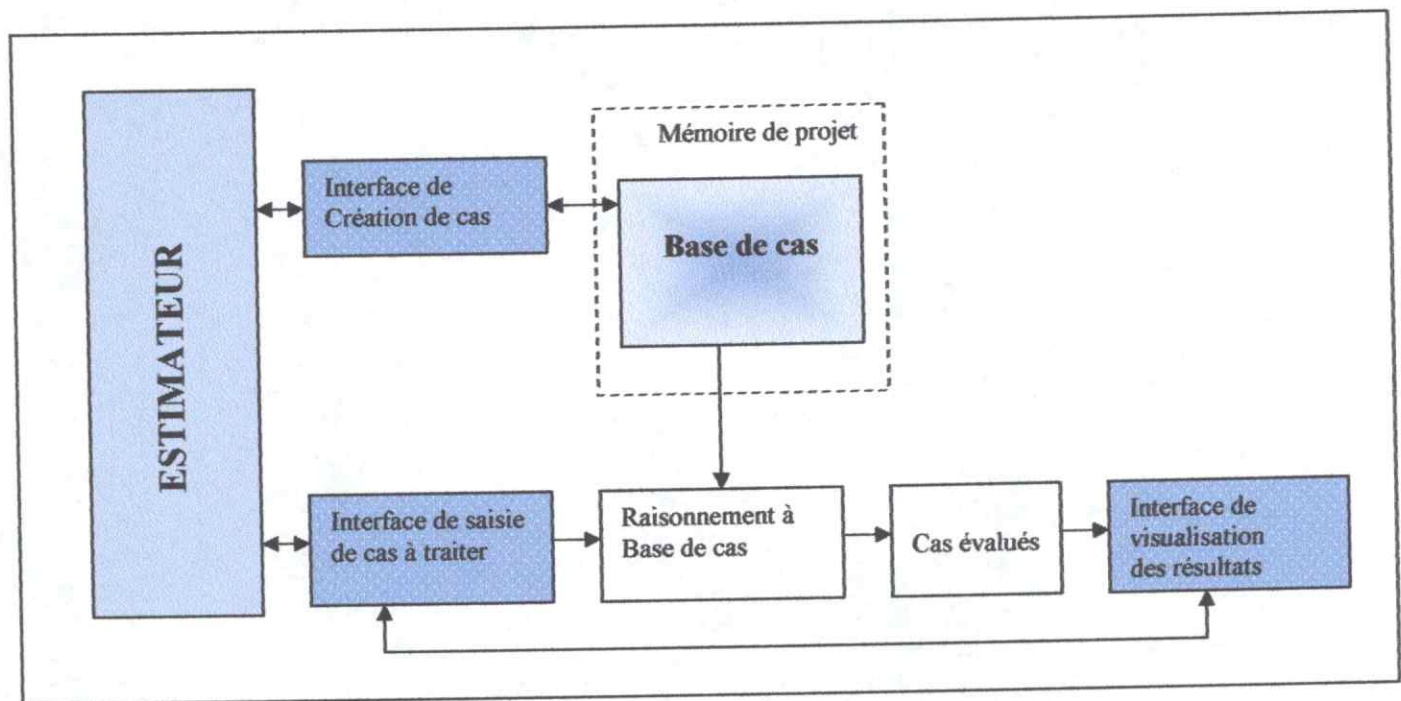 ESTIMATEUR
Interface de
Création de cas
Mémoire de projet
Base de cas
Interface de saisie
de cas à traiter
Raisonnement à
Base de cas
Cas évalués
Interface de
visualisation
des résultats